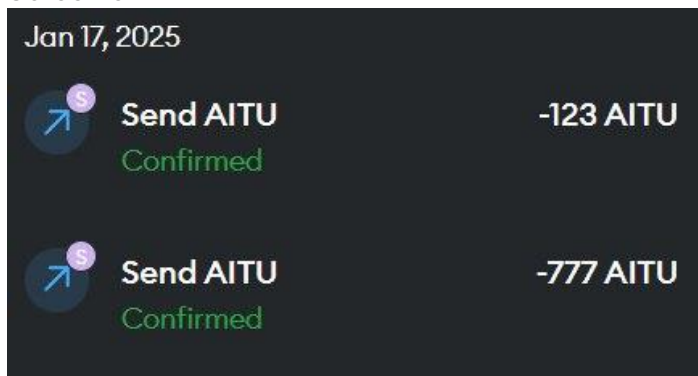 Jan 17, 2025
S
Send AITU -123 AITU
Confirmed
S
Send AITU -777 AITU
Confirmed